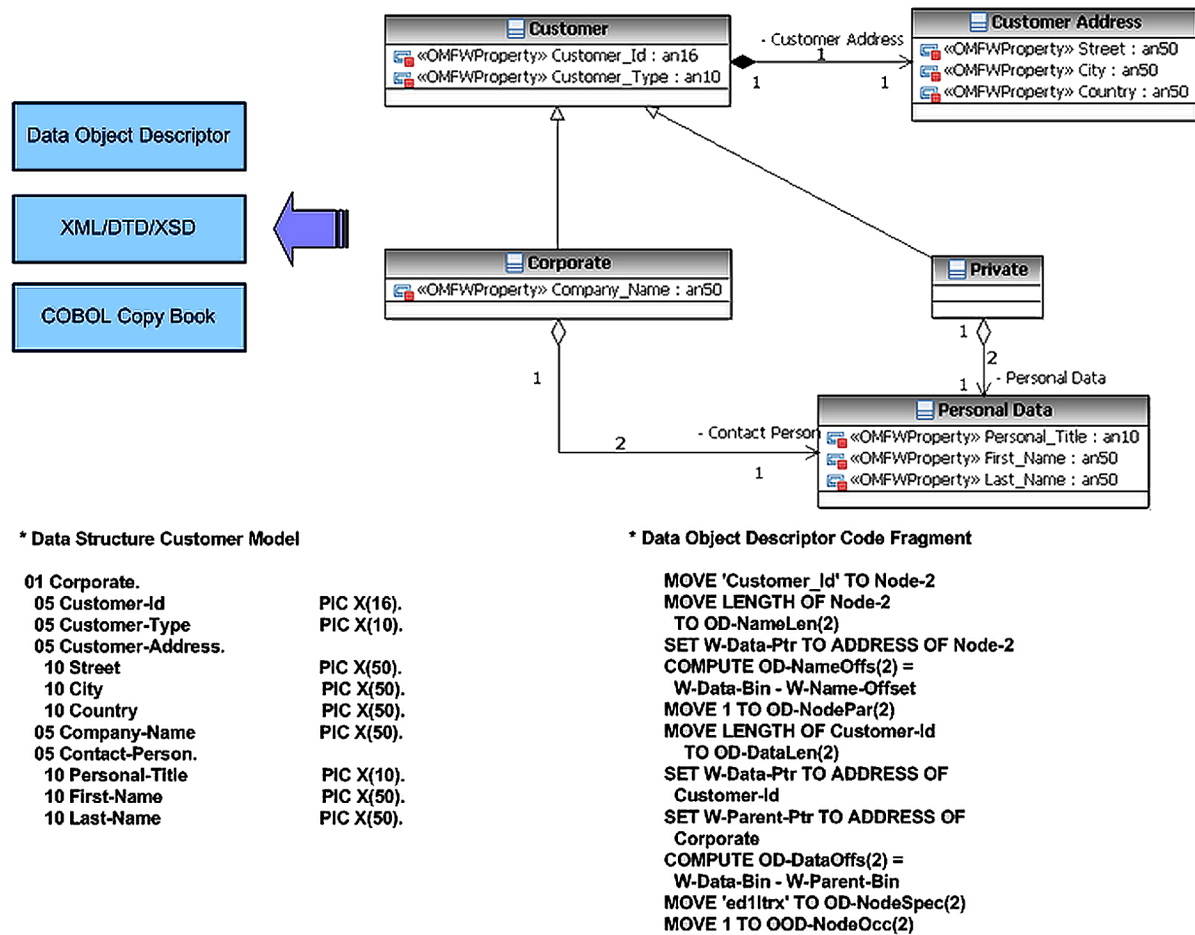 Customer
«OMFWProperty» Customer_Id : an16
«OMFWProperty» Customer_Type : an10
- Customer Address
1
1
1
Customer Address
«OMFWProperty» Street : an50
«OMFWProperty» City : an50
«OMFWProperty» Country : an50
Data Object Descriptor
XML/DTD/XSD
COBOL Copy Book
Corporate
«OMFWProperty» Company_Name : an50
Private
1
2
1
- Personal Data
1
2
- Contact Person
1
Personal Data
«OMFWProperty» Personal_Title : an10
«OMFWProperty» First_Name : an50
«OMFWProperty» Last_Name : an50
* Data Structure Customer Model
01 Corporate.
05 Customer-Id PIC X(16).
05 Customer-Type PIC X(10).
05 Customer-Address.
10 Street PIC X(50).
10 City PIC X(50).
10 Country PIC X(50).
05 Company-Name PIC X(50).
05 Contact-Person.
10 Personal-Title PIC X(10).
10 First-Name PIC X(50).
10 Last-Name PIC X(50).
* Data Object Descriptor Code Fragment
MOVE 'Customer_Id' TO Node-2
MOVE LENGTH OF Node-2
TO OD-NameLen(2)
SET W-Data-Ptr TO ADDRESS OF Node-2
COMPUTE OD-NameOffs(2) =
W-Data-Bin - W-Name-Offset
MOVE 1 TO OD-NodePar(2)
MOVE LENGTH OF Customer-Id
TO OD-DataLen(2)
SET W-Data-Ptr TO ADDRESS OF
Customer-Id
SET W-Parent-Ptr TO ADDRESS OF
Corporate
COMPUTE OD-DataOffs(2) =
W-Data-Bin - W-Parent-Bin
MOVE 'ed1ltrx' TO OD-NodeSpec(2)
MOVE 1 TO OOD-NodeOcc(2)